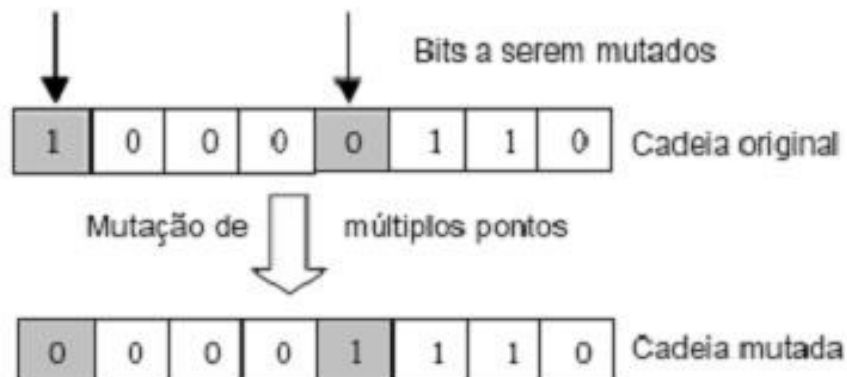 Bits a serem mutados
1 0 0 0 0 1 1 0 Cadeia original
Mutação de múltiplos pontos
0 0 0 0 1 1 1 0 Cadeia mutada